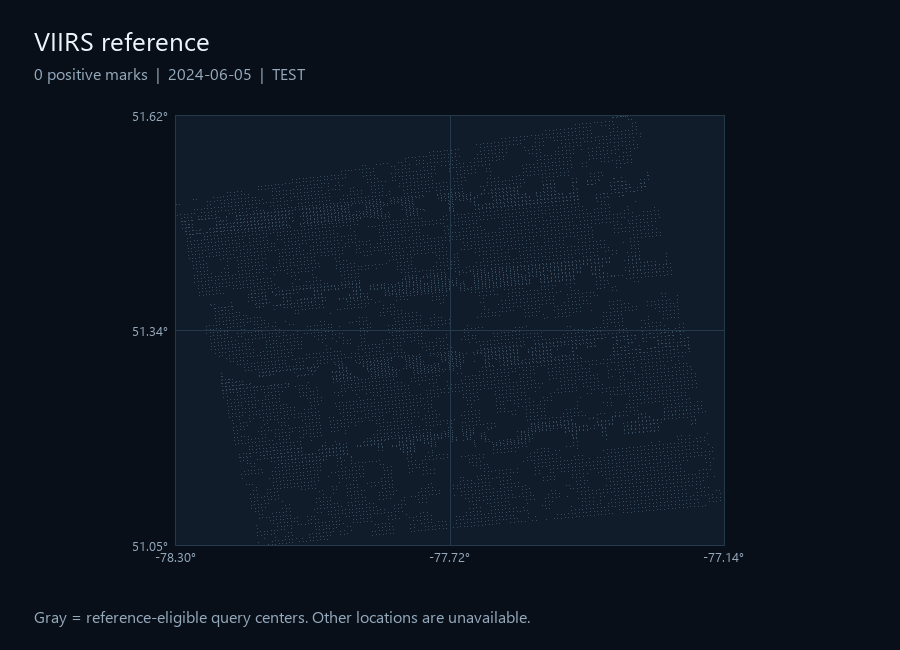 VIIRS reference
0 positive marks | 2024-06-05 | TEST
51.62°
51.34°
51.05°
-78.30°
-77.72°
-77.14°
Gray = reference-eligible query centers. Other locations are unavailable.